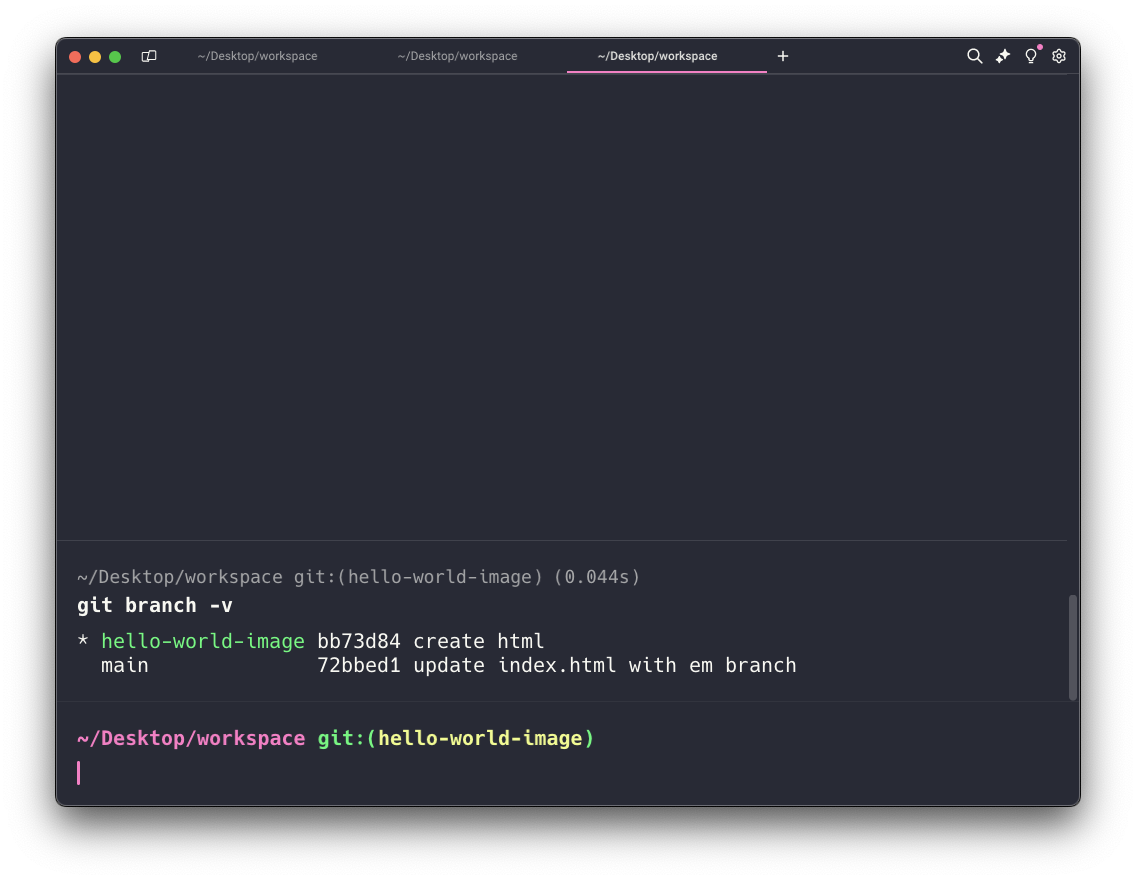 ~/Desktop/workspace ~/Desktop/workspace ~/Desktop/workspace +
~/Desktop/workspace git:(hello-world-image) (0.044s)
git branch -v
* hello-world-image bb73d84 create html
  main              72bbed1 update index.html with em branch
~/Desktop/workspace git:(hello-world-image)